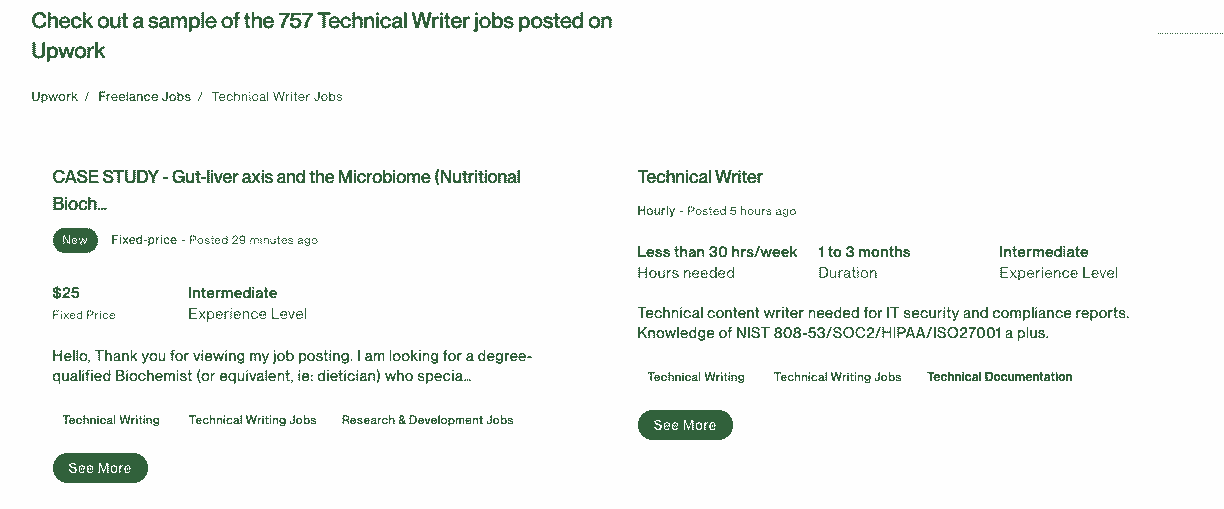 Check out a sample of the 757 Technical Writer jobs posted on
Upwork
Upwork / Freelance Jobs / Technical Writer Jobs
CASE STUDY - Gut-liver axis and the Microbiome (Nutritional
Bioch...
New Fixed-price - Posted 29 minutes ago
$25 Intermediate
Fixed Price Experience Level
Hello, Thank you for viewing my job posting. I am looking for a degree-
qualified Biochemist (or equivalent, ie: dietician) who specia...
Technical Writing Technical Writing Jobs Research & Development Jobs
See More
Technical Writer
Hourly - Posted 5 hours ago
Less than 30 hrs/week 1 to 3 months Intermediate
Hours needed Duration Experience Level
Technical content writer needed for IT security and compliance reports.
Knowledge of NIST 808-53/SOC2/HIPAA/ISO27001 a plus.
Technical Writing Technical Writing Jobs Technical Documentation
See More